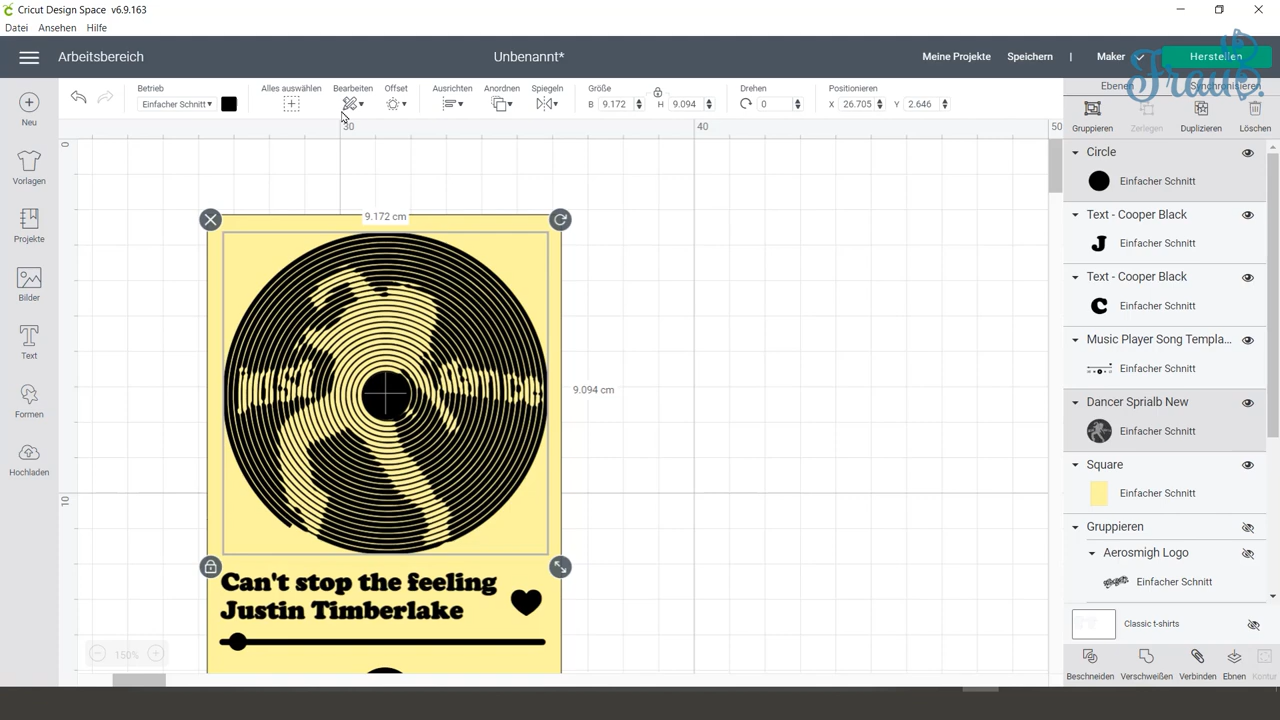 Cricut Design Space v6.9.163
Datei Ansehen Hilfe
Arbeitsbereich
Unbenannt*
Meine Projekte
Speichern
|
Maker
Herstellen
Freul.
Betrieb
Einfacher Schnitt
Alles auswählen
Bearbeiten
Offset
Ausrichten
Anordnen
Spiegeln
Größe
B 9.172
H 9.094
Drehen
0
Positionieren
X 26.705
Y 2.646
Ebenen
Synchronisieren
Gruppieren
Zerlegen
Duplizieren
Löschen
Neu
Vorlagen
Projekte
Bilder
Text
Formen
Hochladen
30
40
50
0
10
9.172 cm
9.094 cm
JUST DANCE
Can't stop the feeling
Justin Timberlake
150%
Circle
Einfacher Schnitt
Text - Cooper Black
J
Einfacher Schnitt
Text - Cooper Black
C
Einfacher Schnitt
Music Player Song Templa...
Einfacher Schnitt
Dancer Sprialb New
Einfacher Schnitt
Square
Einfacher Schnitt
Gruppieren
Aerosmigh Logo
Einfacher Schnitt
Classic t-shirts
Beschneiden
Verschweißen
Verbinden
Ebnen
Kontur